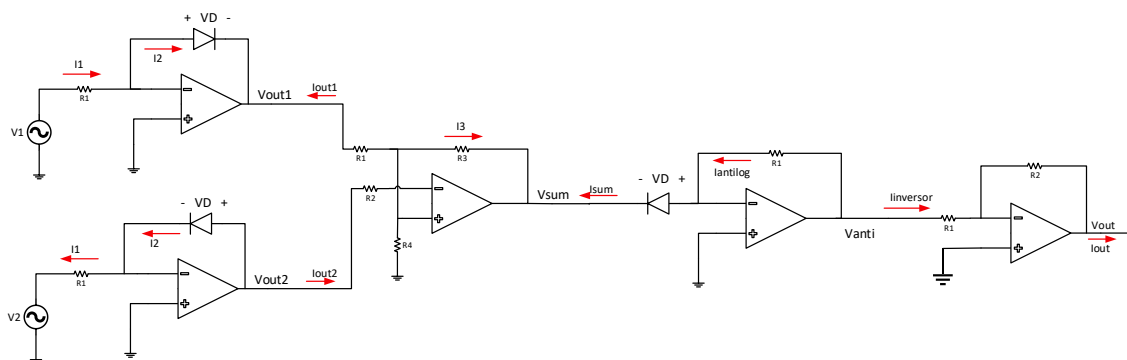 + VD -
I1
I2
R1
Vout1
Iout1
V1
I3
R1
R3
R2
R4
- VD +
I1
I2
R1
Vout2
Iout2
V2
Vsum
Isum
- VD +
R1
Iantilog
Vanti
Iinversor
R1
R2
Vout
Iout